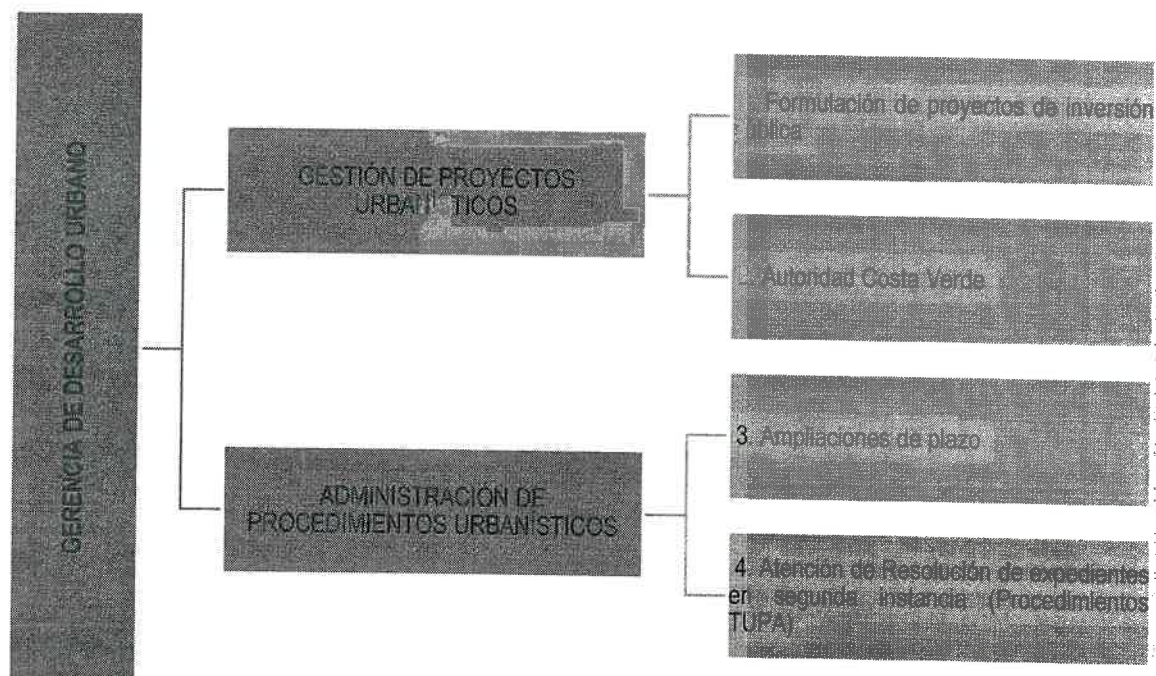 GERENCIA DE DESARROLLO URBANO
GESTIÓN DE PROYECTOS
URBANÍSTICOS
Formulación de proyectos de inversión
pública
Autoridad Costa Verde
ADMINISTRACIÓN DE
PROCEDIMIENTOS URBANÍSTICOS
3. Ampliaciones de plazo
4. Atención de Resolución de expedientes
en segunda instancia (Procedimientos
TUPA)